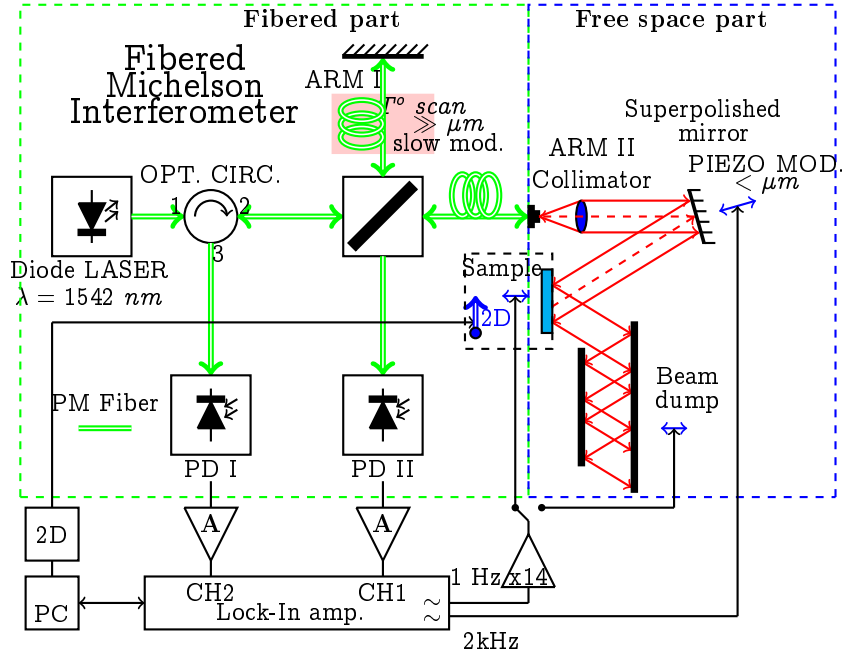 Fibered part
Free space part
Fibered
Michelson
Interferometer
ARM I
T° scan
≫ μm
slow mod.
Superpolished
mirror
ARM II
Collimator
PIEZO MOD.
< μm
OPT. CIRC.
1
2
3
Diode LASER
λ = 1542 nm
Sample
2D
PM Fiber
Beam
dump
PD I
PD II
A
A
2D
PC
CH2
CH1
Lock-In amp.
∼
∼
1 Hz x14
2kHz